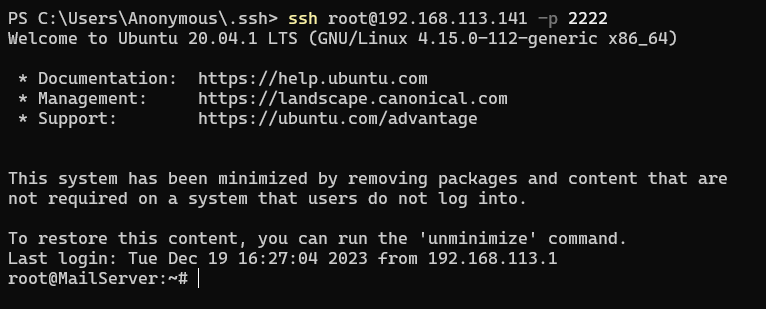 PS C:\Users\Anonymous\.ssh> ssh root@192.168.113.141 -p 2222
Welcome to Ubuntu 20.04.1 LTS (GNU/Linux 4.15.0-112-generic x86_64)
* Documentation:  https://help.ubuntu.com
* Management:     https://landscape.canonical.com
* Support:        https://ubuntu.com/advantage
This system has been minimized by removing packages and content that are
not required on a system that users do not log into.
To restore this content, you can run the 'unminimize' command.
Last login: Tue Dec 19 16:27:04 2023 from 192.168.113.1
root@MailServer:~#